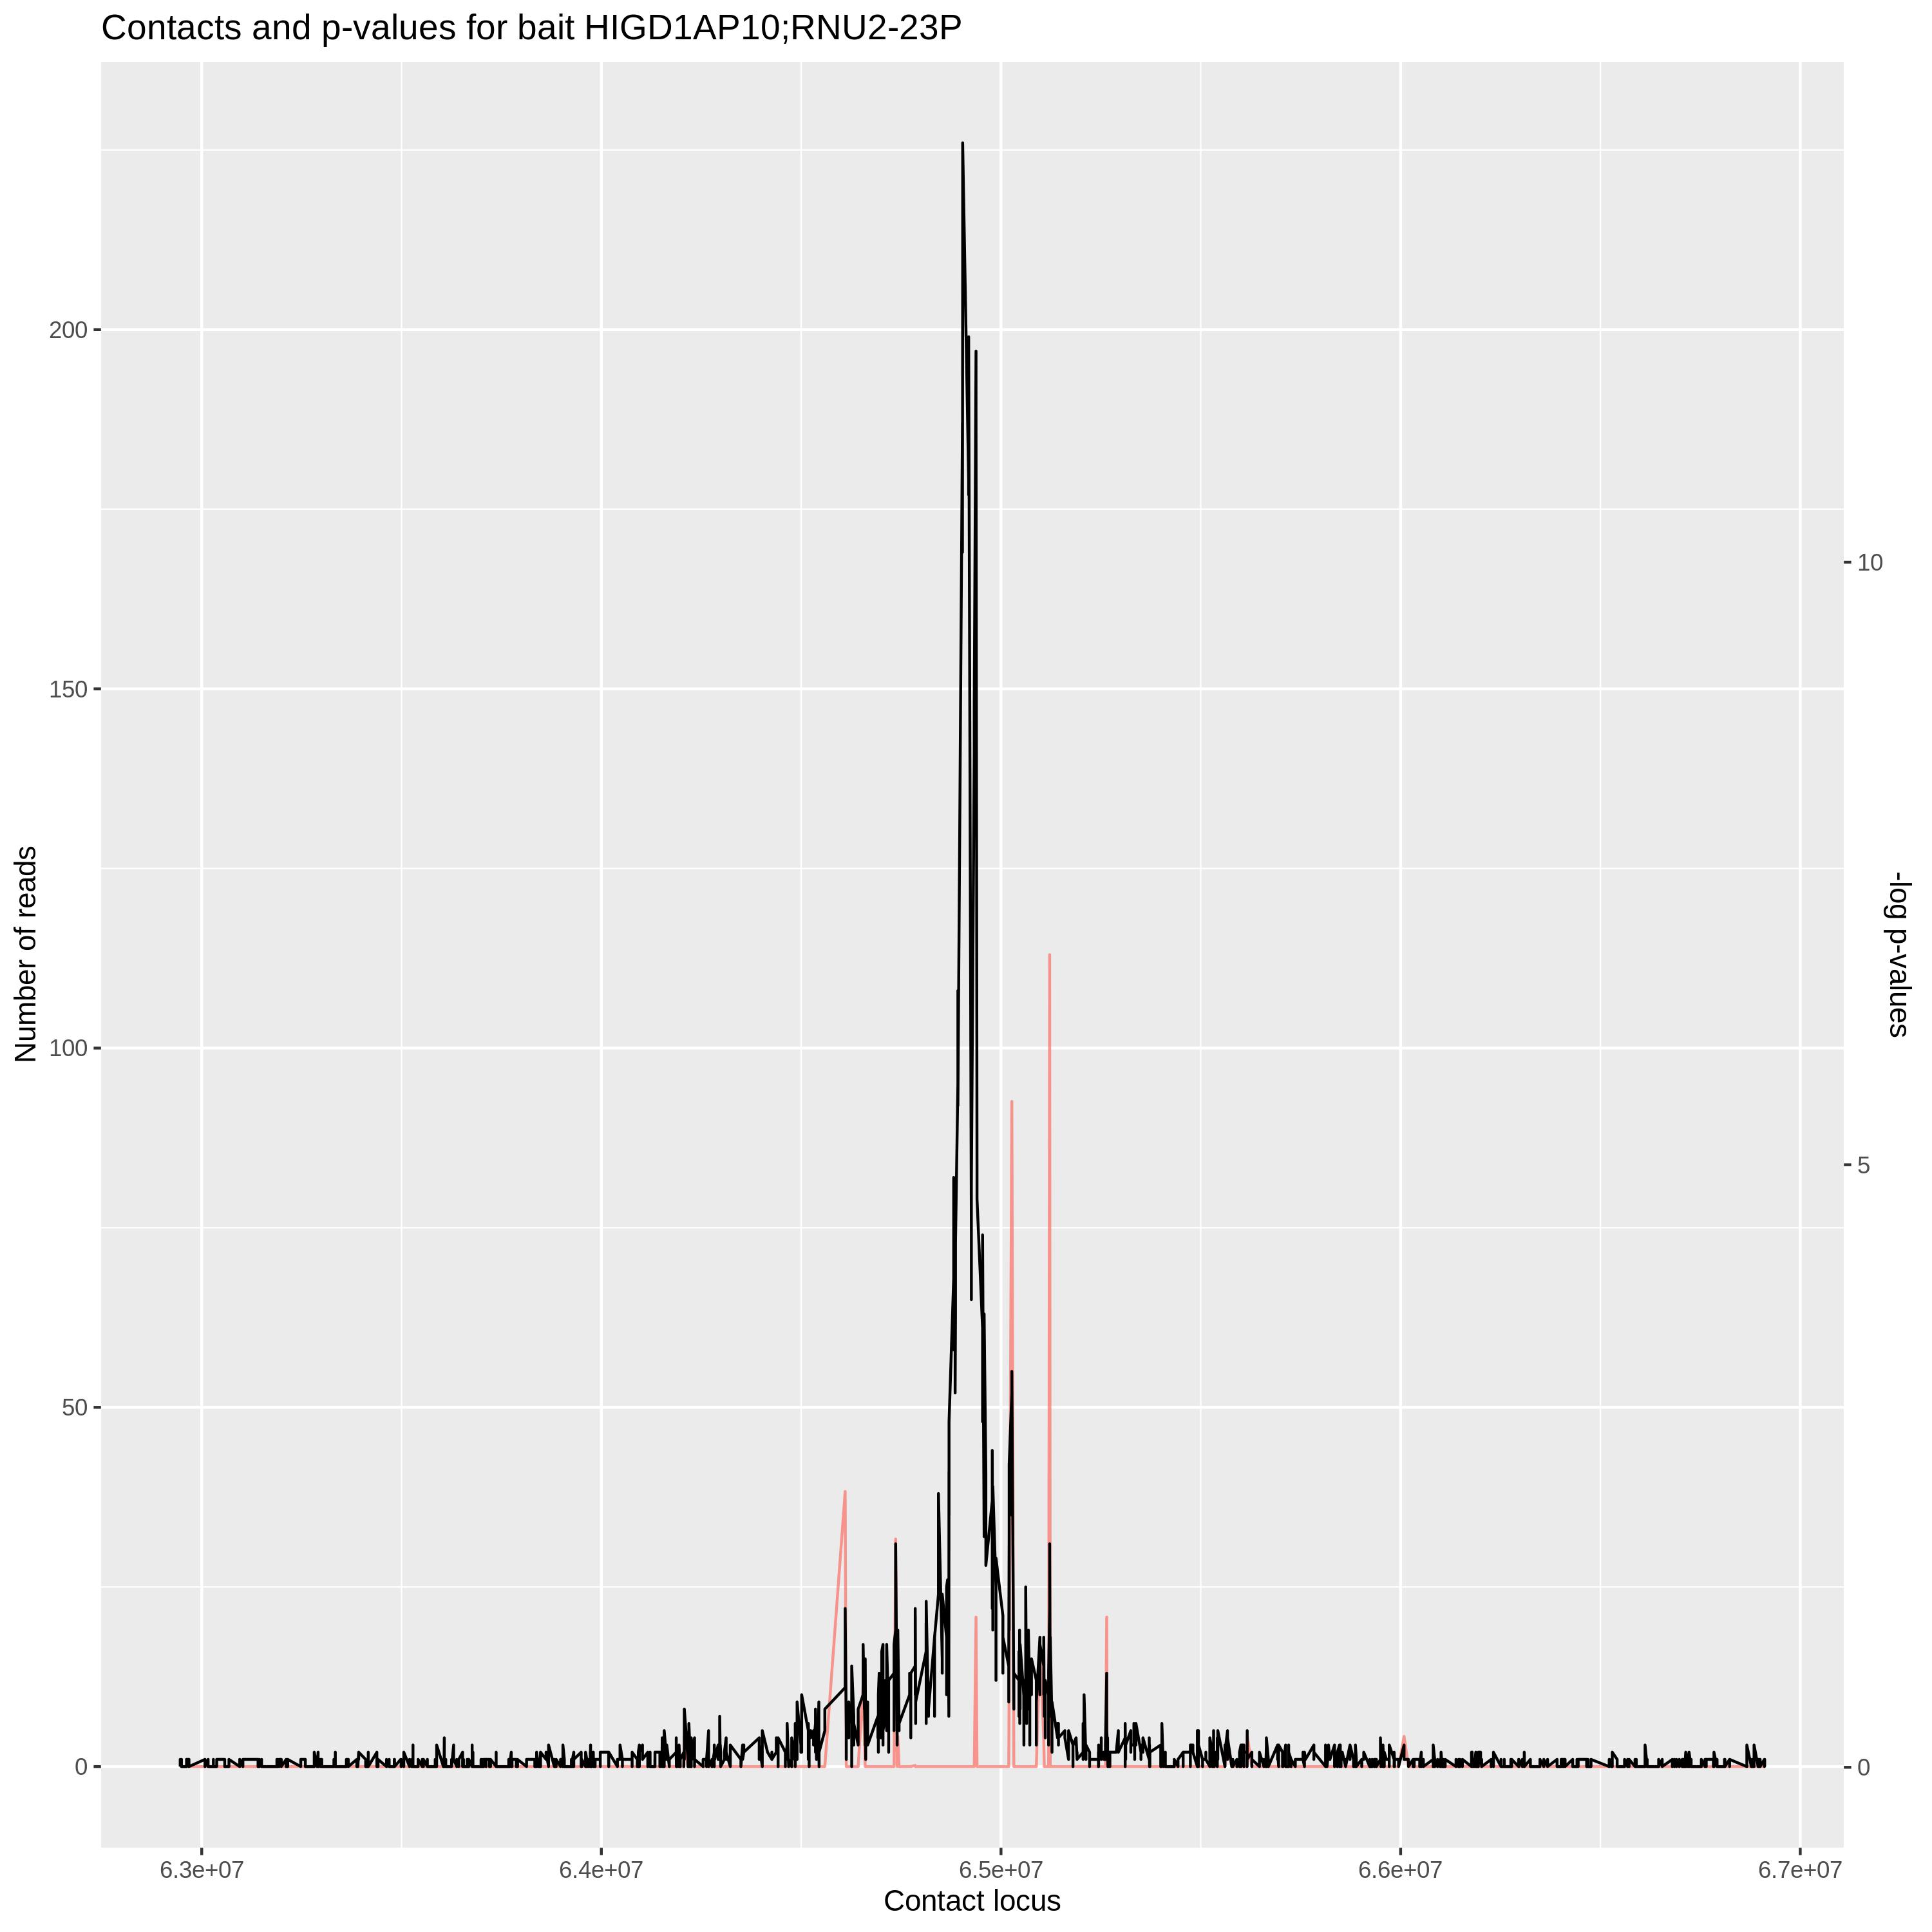 Contacts and p-values for bait HIGD1AP10;RNU2-23P
Number of reads
200
150
100
50
0
10
5
0
-log p-values
6.3e+07
6.4e+07
6.5e+07
6.6e+07
6.7e+07
Contact locus